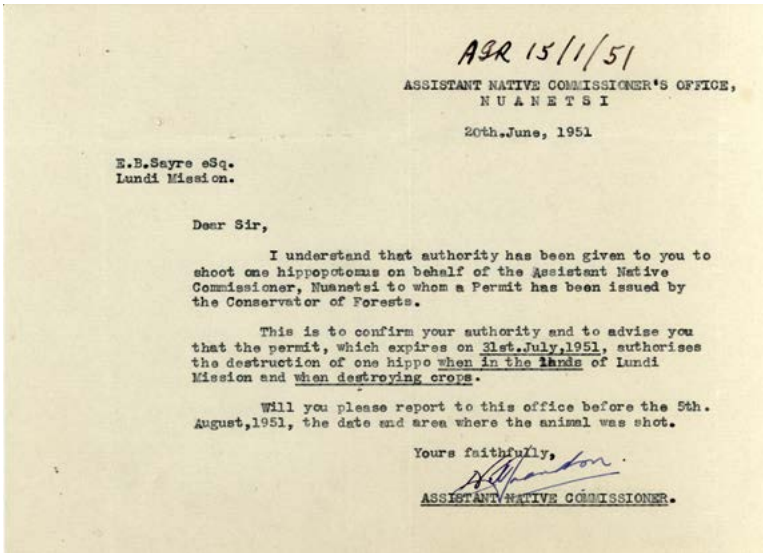 AGR 15/1/51
ASSISTANT NATIVE COMMISSIONER'S OFFICE,
N U A N E T S I
20th.June, 1951
E.B.Sayre eSq.
Lundi Mission.
Dear Sir,
I understand that authority has been given to you to
shoot one hippopotomus on behalf of the Assistant Native
Commissioner, Nuanetsi to whom a Permit has been issued by
the Conservator of Forests.
This is to confirm your authority and to advise you
that the permit, which expires on 31st.July,1951, authorises
the destruction of one hippo when in the lands of Lundi
Mission and when destroying crops.
Will you please report to this office before the 5th.
August,1951, the date and area where the animal was shot.
Yours faithfully,
ASSISTANT NATIVE COMMISSIONER.